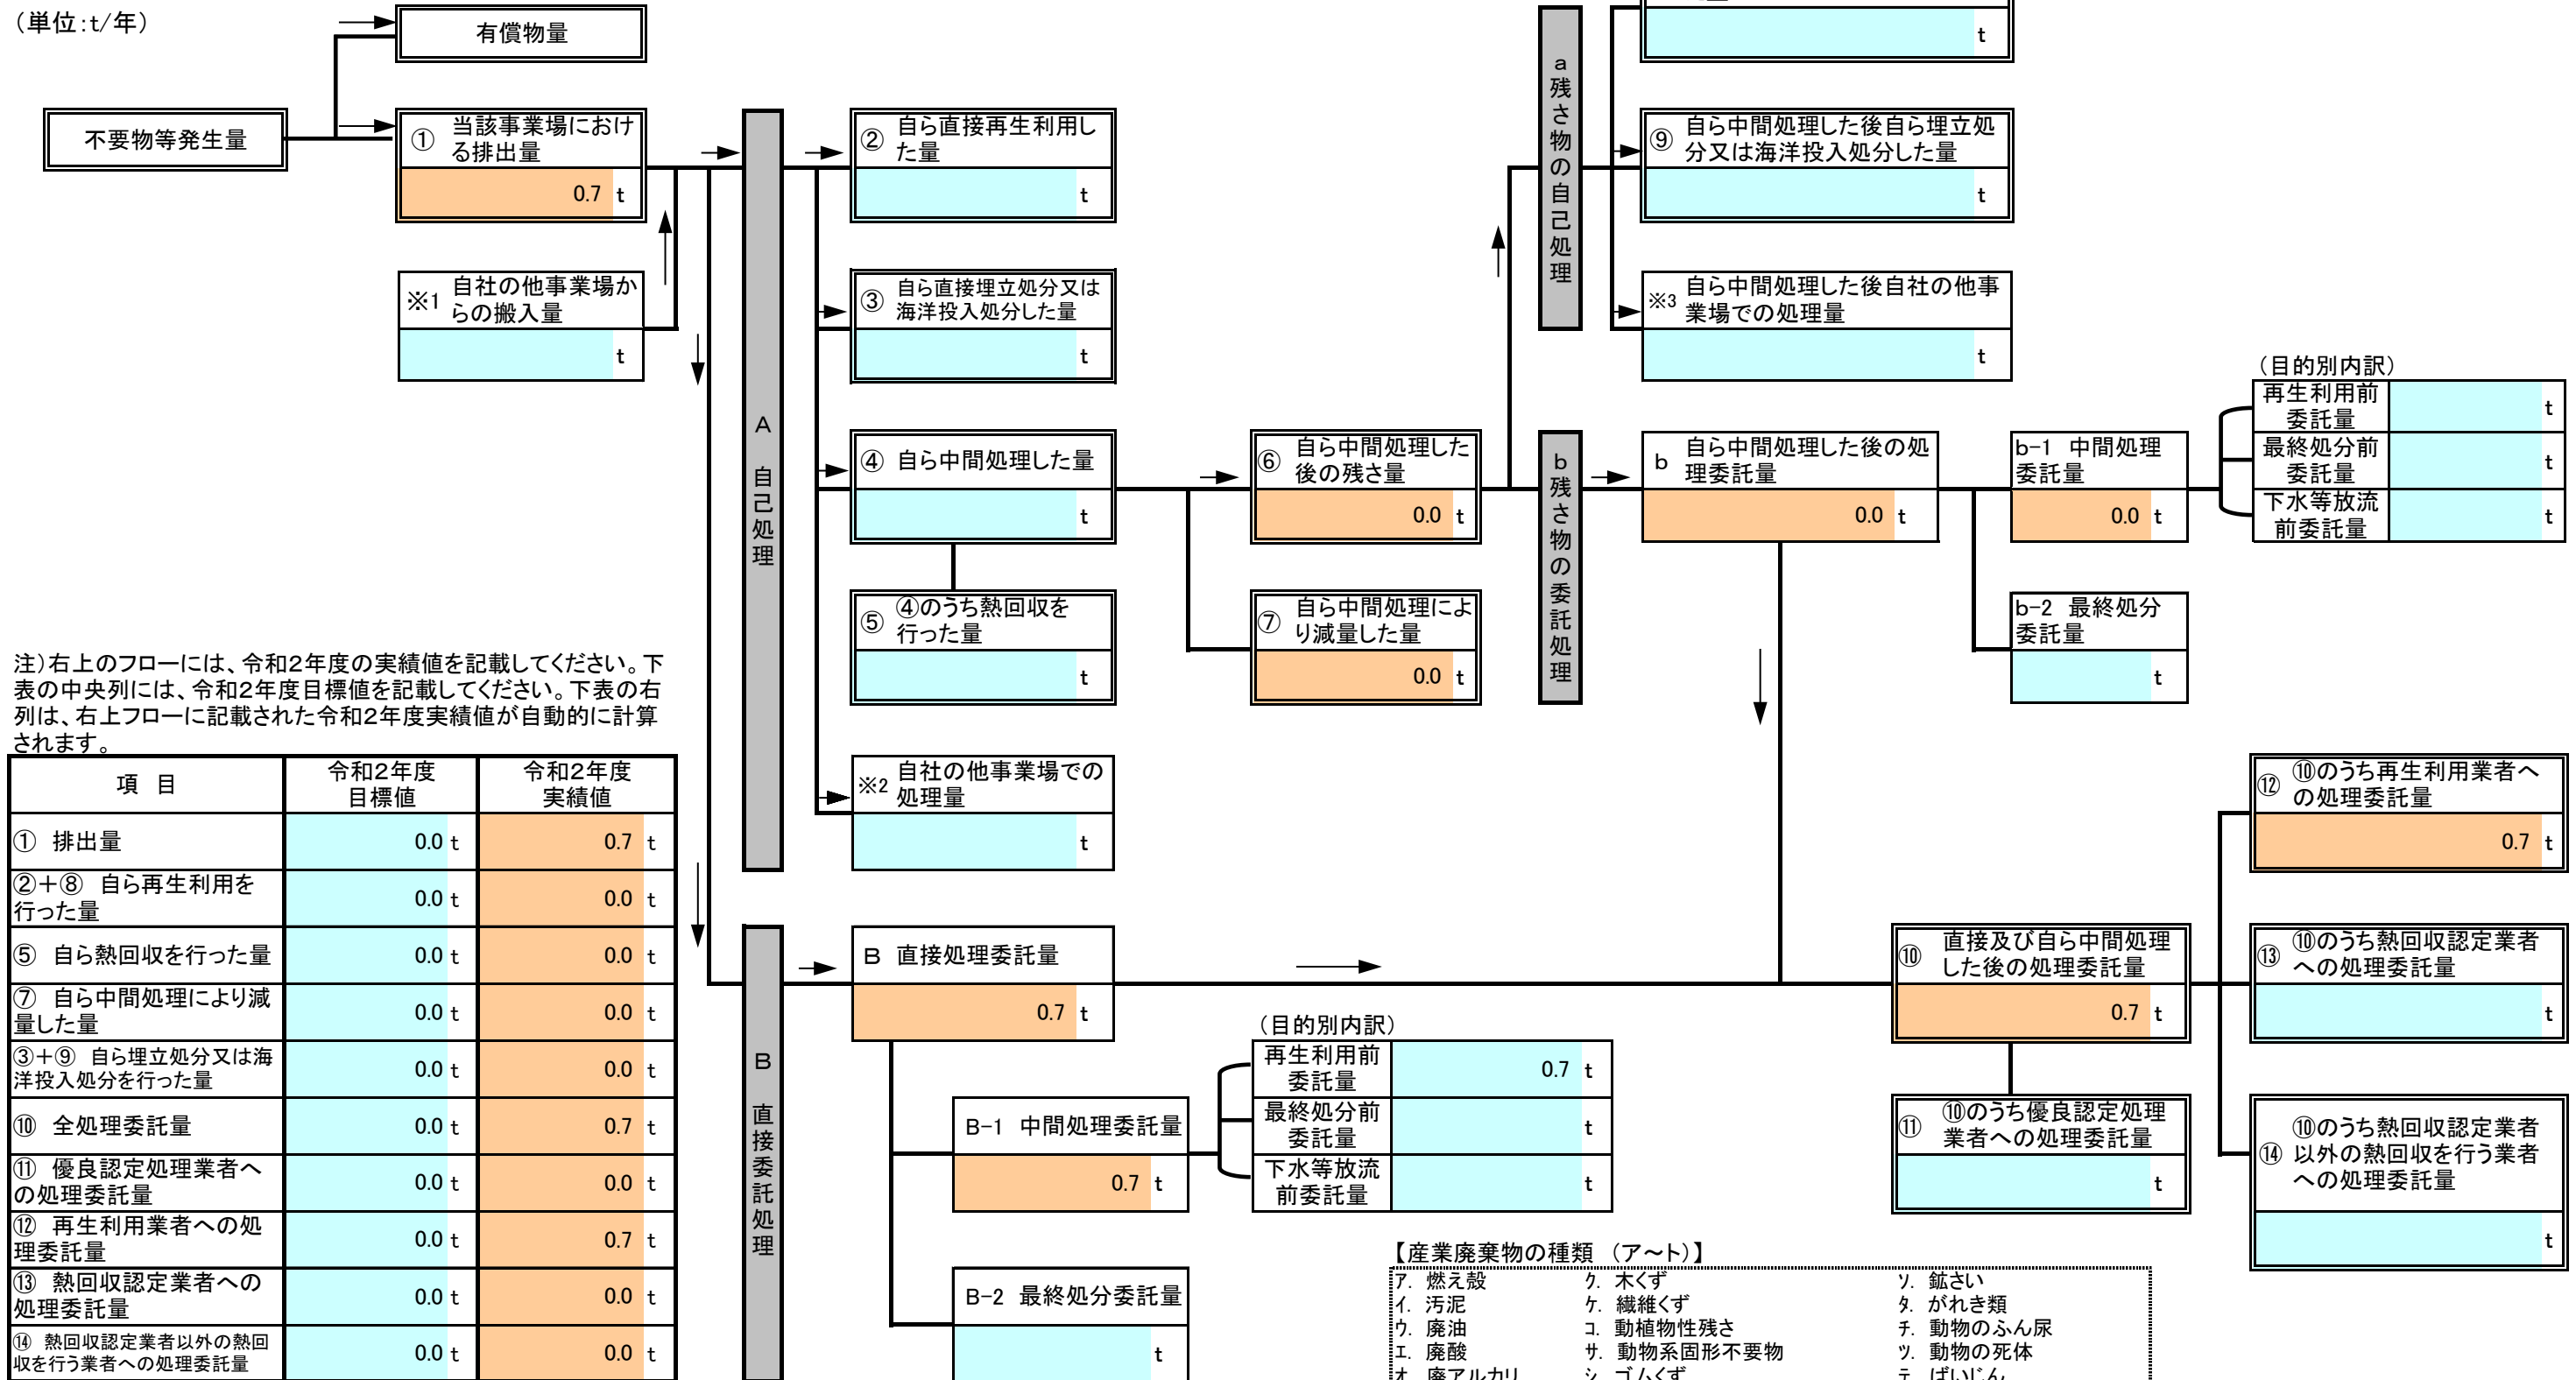 （単位：t/年）
有償物量
t
不要物等発生量
① 当該事業場におけ
る排出量
0.7 t
② 自ら直接再生利用し
た量
t
a 残さ物の自己処理
⑨ 自ら中間処理した後自ら埋立処
分又は海洋投入処分した量
t
※1 自社の他事業場か
らの搬入量
t
③ 自ら直接埋立処分又は
海洋投入処分した量
t
※3 自ら中間処理した後自社の他事
業場での処理量
t
A 自己処理
④ 自ら中間処理した量
t
⑥ 自ら中間処理した
後の残さ量
0.0 t
b 残さ物の委託処理
b 自ら中間処理した後の処
理委託量
0.0 t
b-1 中間処理
委託量
0.0 t
（目的別内訳）
再生利用前
委託量
t
最終処分前
委託量
t
下水等放流
前委託量
t
⑤ ④のうち熱回収を
行った量
t
⑦ 自ら中間処理によ
り減量した量
0.0 t
b-2 最終処分
委託量
t
注）右上のフローには、令和２年度の実績値を記載してください。下
表の中央列には、令和２年度目標値を記載してください。下表の右
列は、右上フローに記載された令和２年度実績値が自動的に計算
されます。
※2 自社の他事業場での
処理量
t
項 目
令和２年度
目標値
令和２年度
実績値
① 排出量 0.0 t 0.7 t
②＋⑧ 自ら再生利用を
行った量 0.0 t 0.0 t
⑤ 自ら熱回収を行った量 0.0 t 0.0 t
⑦ 自ら中間処理により減
量した量 0.0 t 0.0 t
③＋⑨ 自ら埋立処分又は海
洋投入処分を行った量 0.0 t 0.0 t
⑩ 全処理委託量 0.0 t 0.7 t
⑪ 優良認定処理業者へ
の処理委託量 0.0 t 0.0 t
⑫ 再生利用業者への処
理委託量 0.0 t 0.7 t
⑬ 熱回収認定業者への
処理委託量 0.0 t 0.0 t
⑭ 熱回収認定業者以外の熱回
収を行う業者への処理委託量 0.0 t 0.0 t
B 直接委託処理
B 直接処理委託量
0.7 t
B-1 中間処理委託量
0.7 t
B-2 最終処分委託量
t
（目的別内訳）
再生利用前
委託量
0.7 t
最終処分前
委託量
t
下水等放流
前委託量
t
⑩ 直接及び自ら中間処理
した後の処理委託量
0.7 t
⑪ ⑩のうち優良認定処理
業者への処理委託量
t
⑫ ⑩のうち再生利用業者へ
の処理委託量
0.7 t
⑬ ⑩のうち熱回収認定業者
への処理委託量
t
⑭ ⑩のうち熱回収認定業者
以外の熱回収を行う業者
への処理委託量
t
【産業廃棄物の種類 （ア～ト）】
ｱ. 燃え殻 ｸ. 木くず ｿ. 鉱さい
ｲ. 汚泥 ｹ. 繊維くず ﾀ. がれき類
ｳ. 廃油 ｺ. 動植物性残さ ﾁ. 動物のふん尿
ｴ. 廃酸 ｻ. 動物系固形不要物 ﾂ. 動物の死体
ｵ. 廃アルカリ ｼ. ゴムくず ﾃ. ばいじん